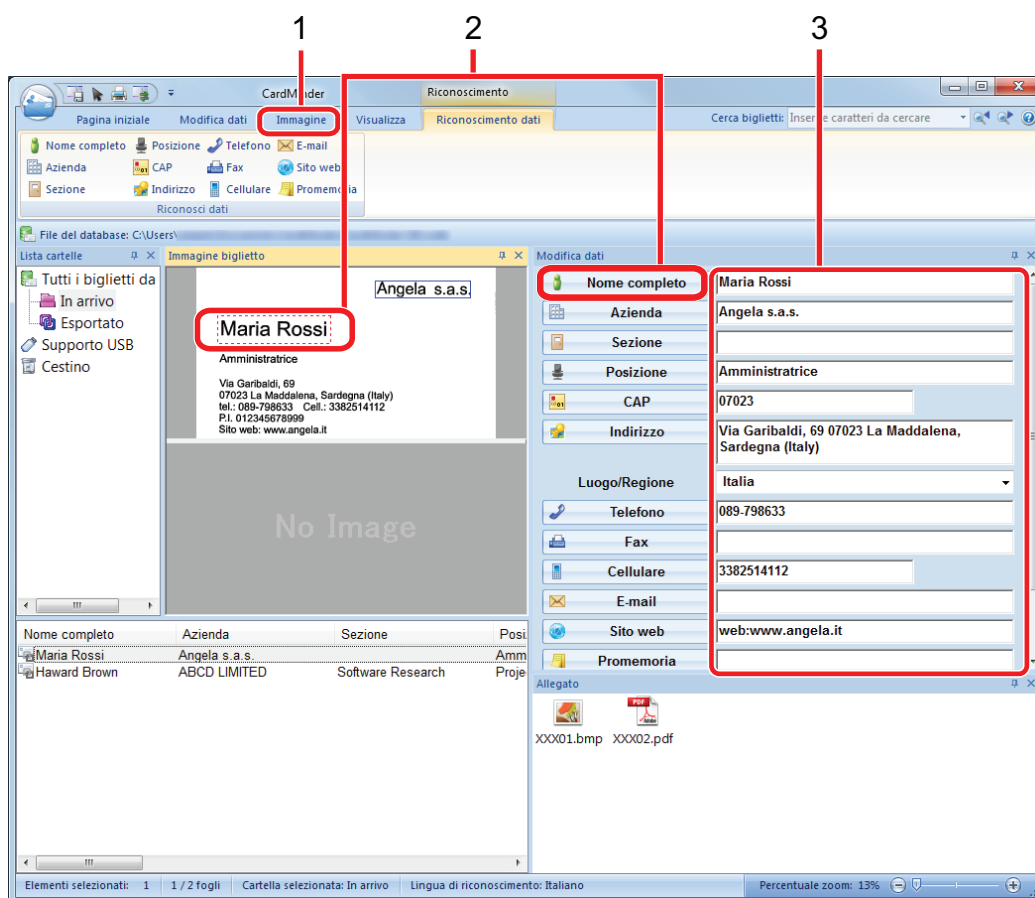 1 2 3
CardMinder Riconoscimento
Pagina iniziale Modifica dati Immagine Visualizza Riconoscimento dati Cerca biglietti: Inserire caratteri da cercare
Nome completo Posizione Telefono E-mail
Azienda CAP Fax Sito web
Sezione Indirizzo Cellulare Promemoria
Riconosci dati
File del database: C:\Users\
Lista cartelle
Tutti i biglietti da
In arrivo
Esportato
Supporto USB
Cestino
Immagine biglietto
Angela s.a.s.
Maria Rossi
Amministratrice
Via Garibaldi, 69
07023 La Maddalena, Sardegna (Italy)
tel.: 089-798633 Cell.: 3382514112
P.I. 012345678999
Sito web: www.angela.it
No Image
Modifica dati
Nome completo Maria Rossi
Azienda Angela s.a.s.
Sezione
Posizione Amministratrice
CAP 07023
Indirizzo Via Garibaldi, 69 07023 La Maddalena,
Sardegna (Italy)
Luogo/Regione Italia
Telefono 089-798633
Fax
Cellulare 3382514112
E-mail
Sito web web:www.angela.it
Promemoria
Nome completo Azienda Sezione Posi
Maria Rossi Angela s.a.s. Amm
Haward Brown ABCD LIMITED Software Research Proje
Allegato
PDF
Adobe
XXX01.bmp XXX02.pdf
Elementi selezionati: 1 1 / 2 fogli Cartella selezionata: In arrivo Lingua di riconoscimento: Italiano Percentuale zoom: 13%